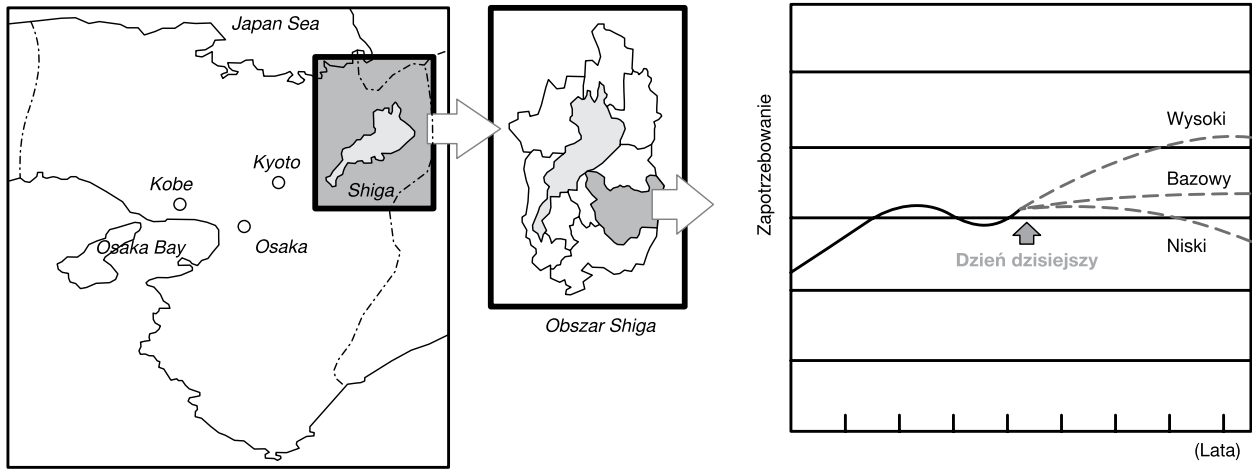 Japan Sea
Kyoto
Shiga
Kobe
Osaka Bay
Osaka
Obszar Shiga
Zapotrzebowanie
Wysoki
Bazowy
Niski
Dzień dzisiejszy
(Lata)